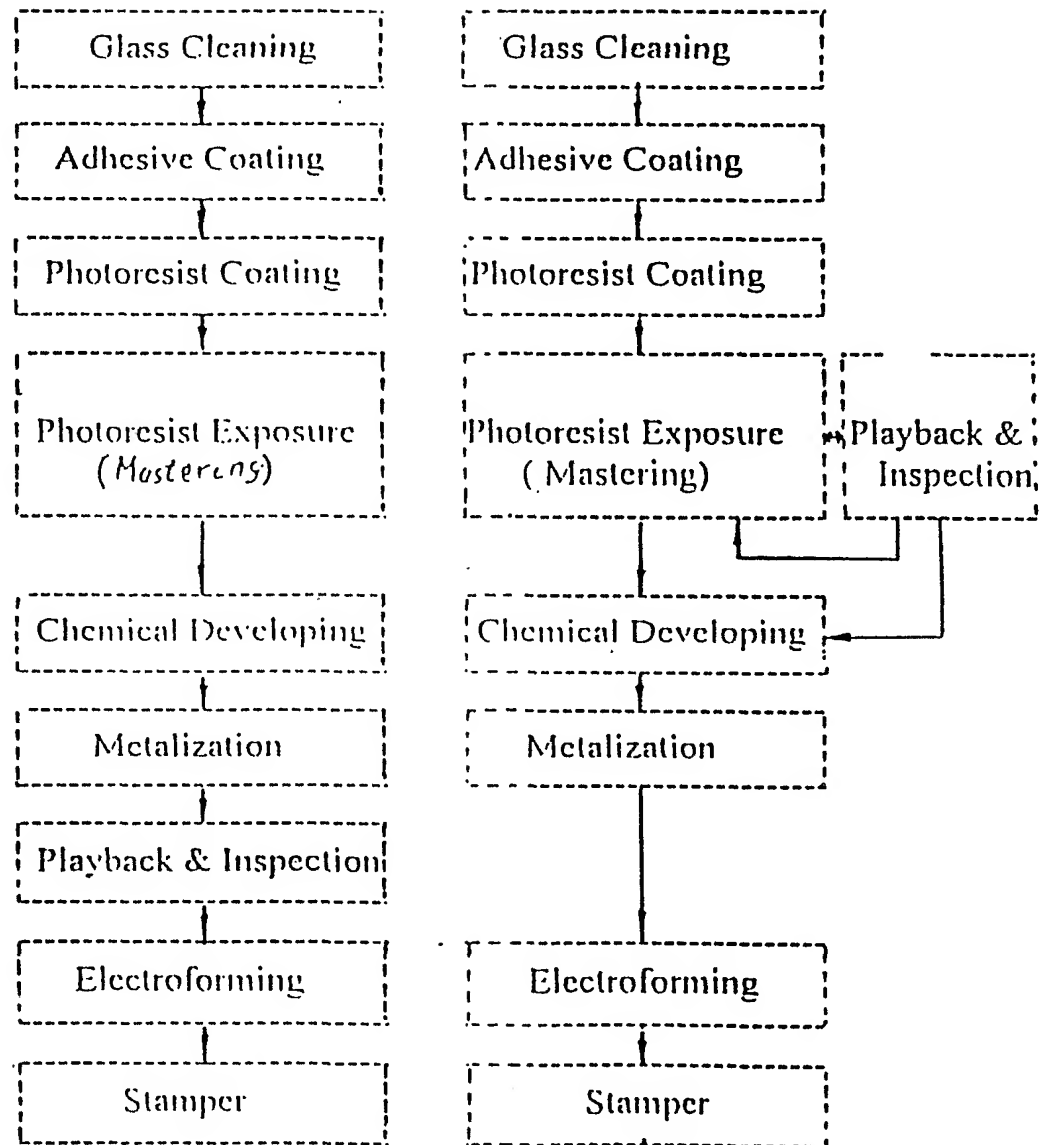 Glass Cleaning
Adhesive Coating
Photoresist Coating
Photoresist Exposure
(Mastering)
Chemical Developing
Metalization
Playback & Inspection
Electroforming
Stamper
Glass Cleaning
Adhesive Coating
Photoresist Coating
Photoresist Exposure
(Mastering)
Playback &
Inspection
Chemical Developing
Metalization
Electroforming
Stamper